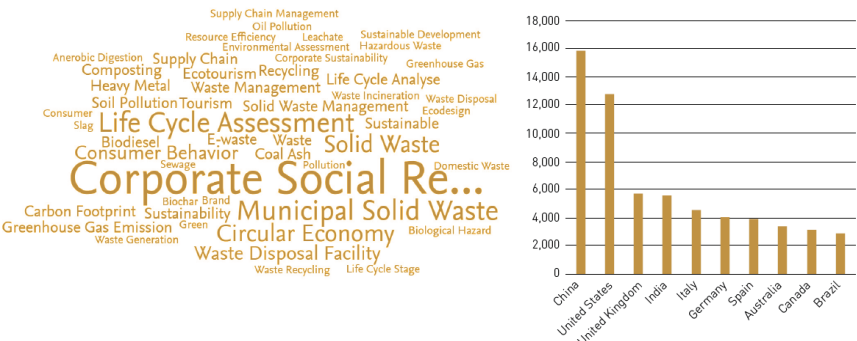 Supply Chain Management
Oil Pollution
Resource Efficiency Leachate Sustainable Development
Environmental Assessment Hazardous Waste
Anerobic Digestion Supply Chain Corporate Sustainability Greenhouse Gas
Composting Ecotourism Recycling Life Cycle Analyse
Heavy Metal Waste Management
Waste Incineration Waste Disposal
Soil Pollution Tourism Solid Waste Management Ecodesign
Consumer Life Cycle Assessment Sustainable
Slag
Biodiesel E-waste Waste Solid Waste
Consumer Behavior Coal Ash
Sewage Pollution Domestic Waste
Corporate Social Re...
Biochar Brand
Carbon Footprint Sustainability Municipal Solid Waste
Greenhouse Gas Emission Green Circular Economy Biological Hazard
Waste Generation
Waste Disposal Facility
Waste Recycling Life Cycle Stage
18,000
16,000
14,000
12,000
10,000
8,000
6,000
4,000
2,000
0
China
United States
United Kingdom
India
Italy
Germany
Spain
Australia
Canada
Brazil